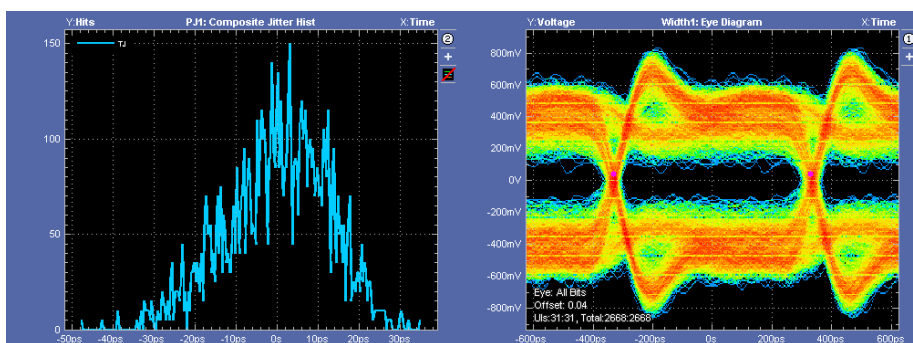 Y:Hits PJ1: Composite Jitter Hist X:Time
TJ
150
100
50
0
-50ps -40ps -30ps -20ps -10ps 0s 10ps 20ps 30ps
2
+
Y:Voltage Width1: Eye Diagram X:Time
800mV
600mV
400mV
200mV
0V
-200mV
-400mV
-600mV
-800mV
Eye: All Bits
Offset: 0.04
UIs:31:31, Total:2668:2668
-600ps -400ps -200ps 0s 200ps 400ps 600ps
1
+